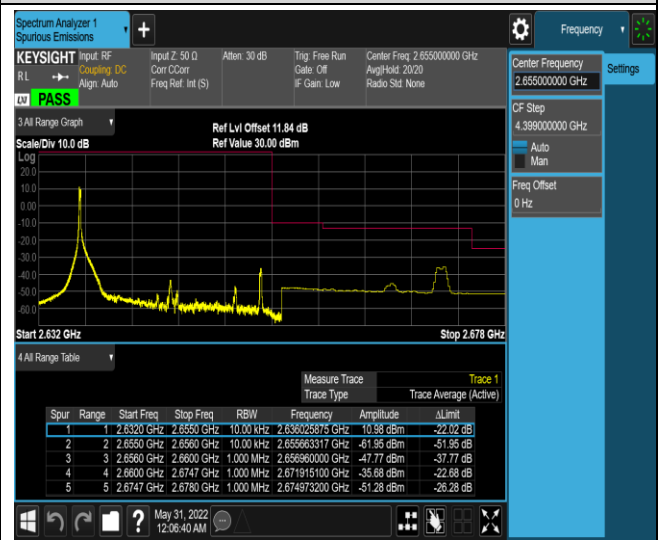 Spectrum Analyzer 1
Spurious Emissions
Frequency
KEYSIGHT Input: RF Input Z: 50 Ω Atten: 30 dB Trig: Free Run Center Freq: 2.655000000 GHz
RL Coupling: DC Corr CCorr Gate: Off Avg|Hold: 20/20
Align: Auto Freq Ref: Int (S) IF Gain: Low Radio Std: None
LXI PASS
Center Frequency
2.655000000 GHz
Settings
CF Step
4.399000000 GHz
Auto
Man
Freq Offset
0 Hz
3 All Range Graph
Ref Lvl Offset 11.84 dB
Scale/Div 10.0 dB Ref Value 30.00 dBm
Log
20.0
10.0
0.00
-10.0
-20.0
-30.0
-40.0
-50.0
-60.0
Start 2.632 GHz Stop 2.678 GHz
4 All Range Table
Measure Trace Trace 1
Trace Type Trace Average (Active)
Spur Range Start Freq Stop Freq RBW Frequency Amplitude ΔLimit
1 1 2.6320 GHz 2.6550 GHz 10.00 kHz 2.636025875 GHz 10.98 dBm -22.02 dB
2 2 2.6550 GHz 2.6560 GHz 10.00 kHz 2.655663317 GHz -61.95 dBm -51.95 dB
3 3 2.6560 GHz 2.6600 GHz 1.000 MHz 2.656960000 GHz -47.77 dBm -37.77 dB
4 4 2.6600 GHz 2.6747 GHz 1.000 MHz 2.671915100 GHz -35.68 dBm -22.68 dB
5 5 2.6747 GHz 2.6780 GHz 1.000 MHz 2.674973200 GHz -51.28 dBm -26.28 dB
May 31, 2022
12:06:40 AM